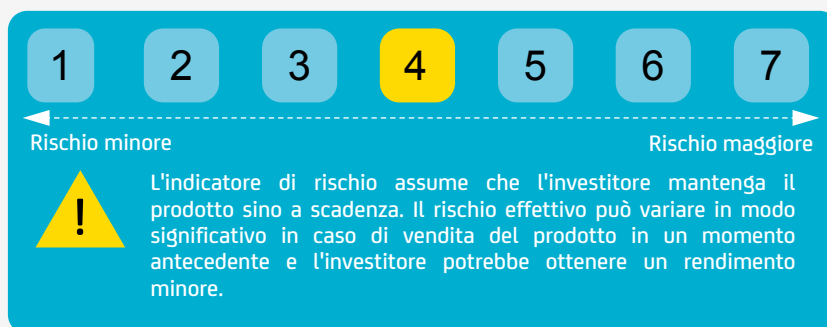 1 2 3 4 5 6 7
Rischio minore Rischio maggiore
L'indicatore di rischio assume che l'investitore mantenga il
! prodotto sino a scadenza. Il rischio effettivo può variare in modo
significativo in caso di vendita del prodotto in un momento
antecedente e l'investitore potrebbe ottenere un rendimento
minore.